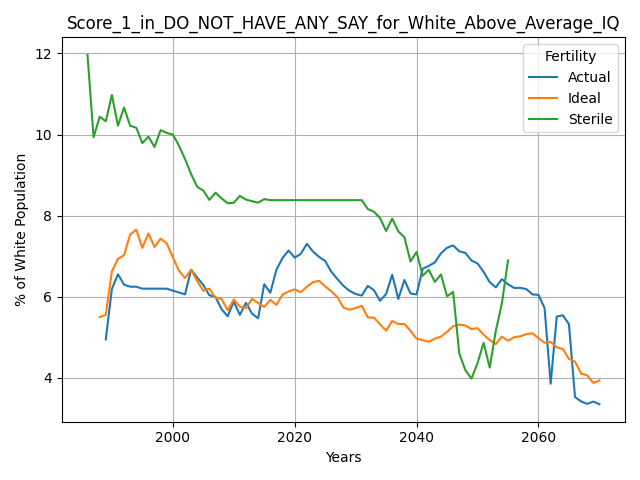 Score_1_in_DO_NOT_HAVE_ANY_SAY_for_White_Above_Average_IQ
Fertility
Actual
Ideal
Sterile
% of White Population
12
10
8
6
4
2000
2020
2040
2060
Years